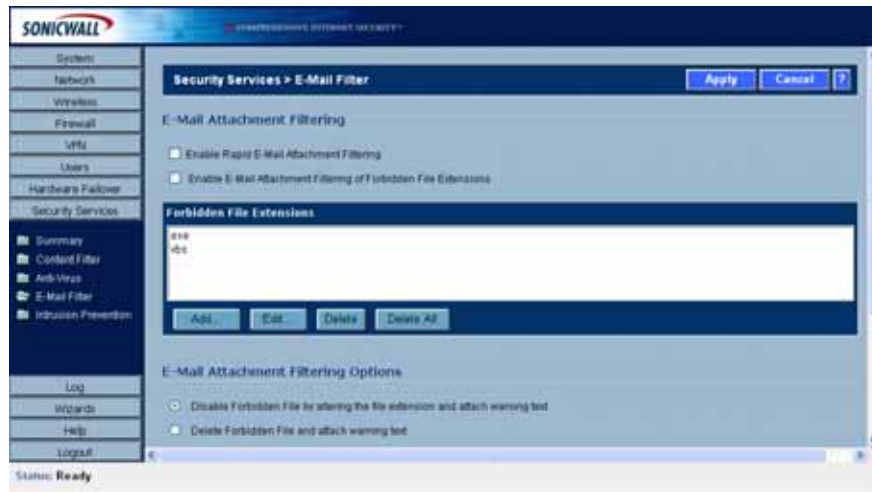 SONICWALL
COMPREHENSIVE INTERNET SECURITY™
System
Network
Wireless
Firewall
VPN
Users
Hardware Failover
Security Services
Summary
Content Filter
Anti-Virus
E-Mail Filter
Intrusion Prevention
Log
Wizards
Help
Logout
Security Services > E-Mail Filter
Apply
Cancel
?
E-Mail Attachment Filtering
Enable Rapid E-Mail Attachment Filtering
Enable E-Mail Attachment Filtering of Forbidden File Extensions
Forbidden File Extensions
exe
vbs
Add...
Edit...
Delete
Delete All
E-Mail Attachment Filtering Options
Disable Forbidden File by altering the file extension and attach warning text
Delete Forbidden File and attach warning text
Status: Ready